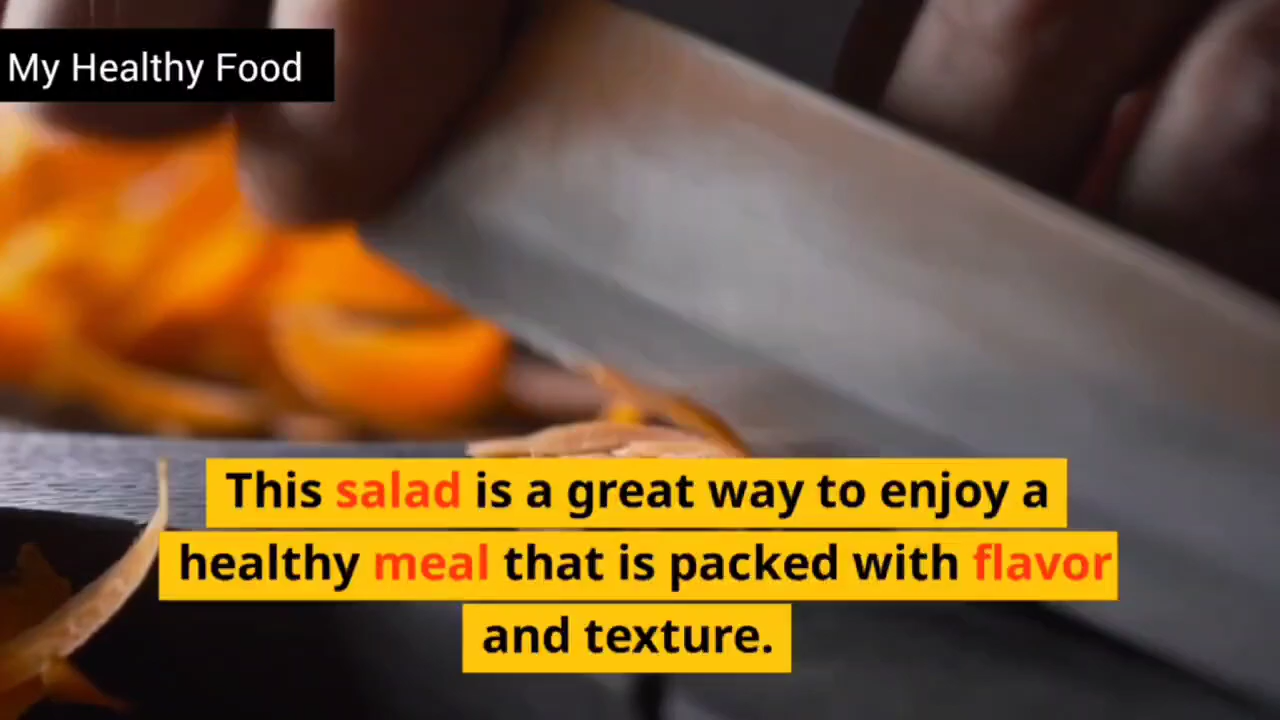 My Healthy Food
This salad is a great way to enjoy a
healthy meal that is packed with flavor
and texture.